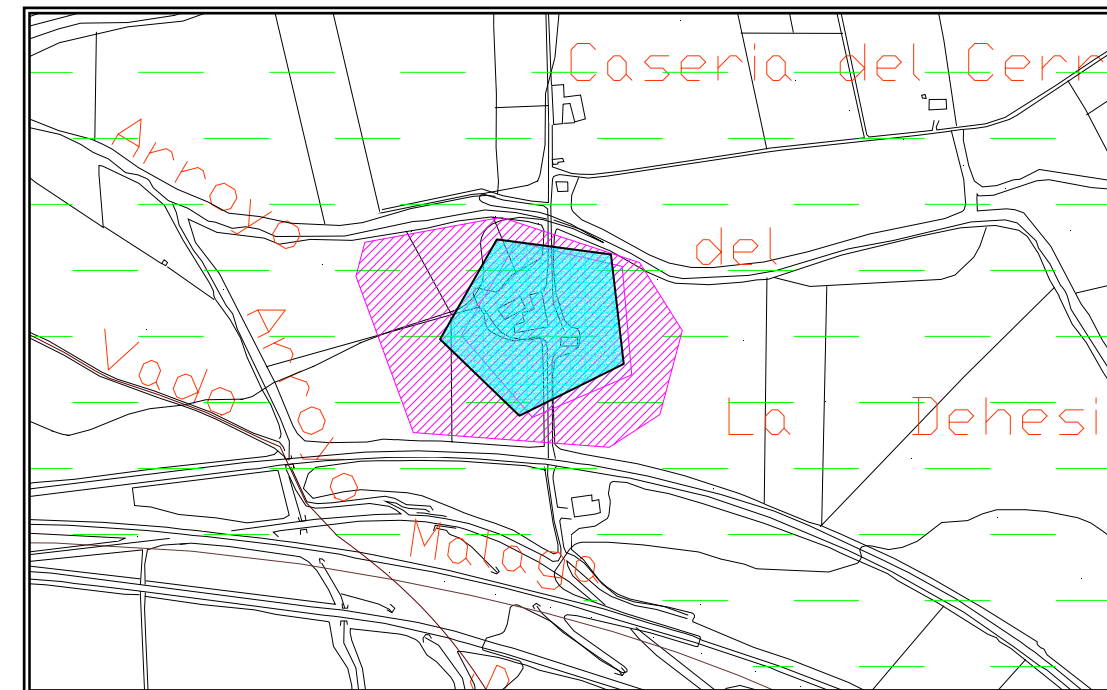 Caseria del Cerr
Arroyo
del
Arroyo
Vado
La Dehesi
Malaga